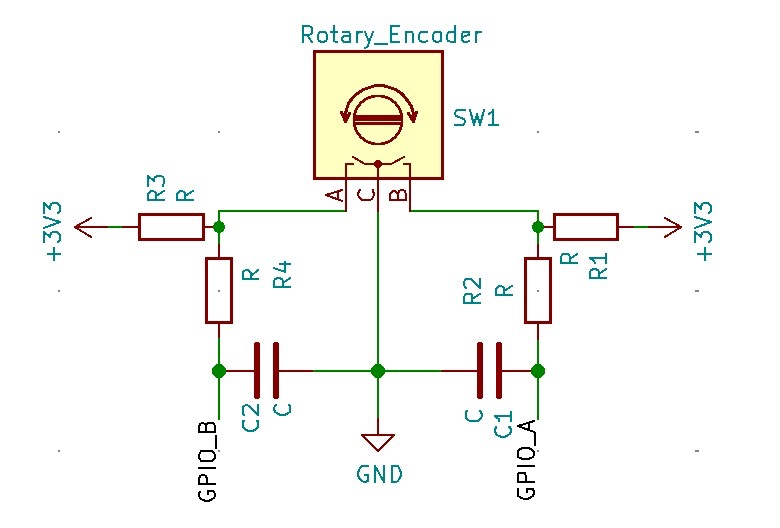 Rotary_Encoder
SW1
A
C
B
R3
R
+3V3
R
R4
R2
R
R
R1
+3V3
C2
C
C
C1
GPIO_B
GND
GPIO_A